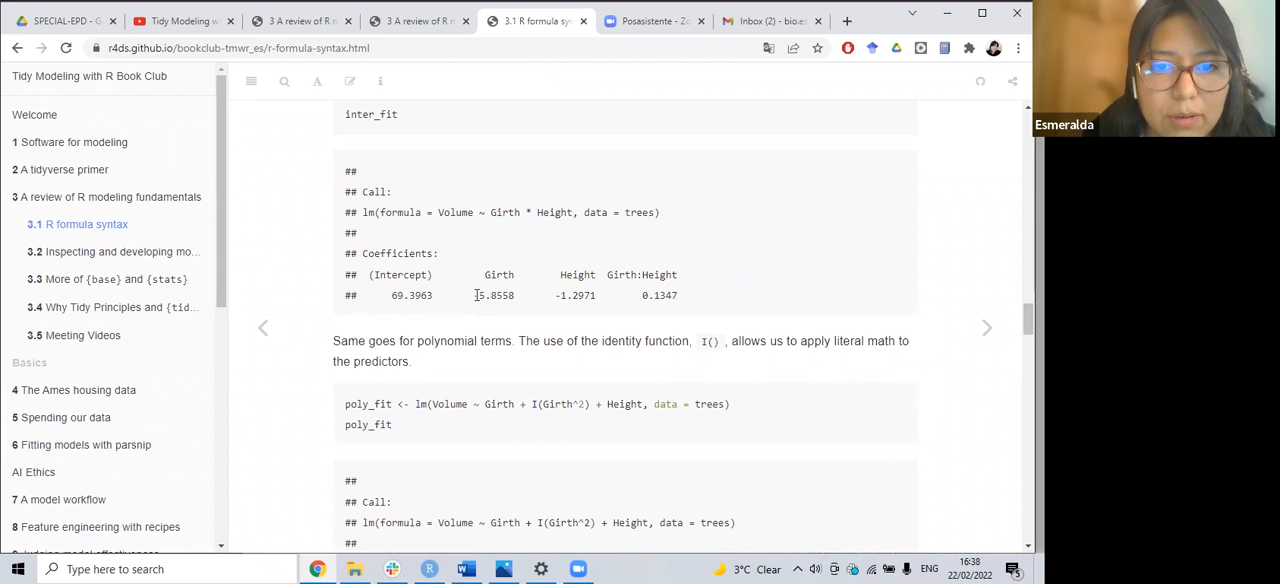 SPECIAL-EPD - G
Tidy Modeling w
3 A review of R m
3 A review of R m
3.1 R formula sy
Posasistente - Zo
Inbox (2) - bio.es
r4ds.github.io/bookclub-tmwr_es/r-formula-syntax.html
Tidy Modeling with R Book Club
Welcome
1 Software for modeling
2 A tidyverse primer
3 A review of R modeling fundamentals
3.1 R formula syntax
3.2 Inspecting and developing mo...
3.3 More of {base} and {stats}
3.4 Why Tidy Principles and {tid...
3.5 Meeting Videos
Basics
4 The Ames housing data
5 Spending our data
6 Fitting models with parsnip
AI Ethics
7 A model workflow
8 Feature engineering with recipes
inter_fit
##
## Call:
## lm(formula = Volume ~ Girth * Height, data = trees)
##
## Coefficients:
## (Intercept) Girth Height Girth:Height
## 69.3963 -5.8558 -1.2971 0.1347
Same goes for polynomial terms. The use of the identity function, I() , allows us to apply literal math to
the predictors.
poly_fit <- lm(Volume ~ Girth + I(Girth^2) + Height, data = trees)
poly_fit
##
## Call:
## lm(formula = Volume ~ Girth + I(Girth^2) + Height, data = trees)
##
Esmeralda
Type here to search
3°C Clear
ENG
16:38
22/02/2022
5